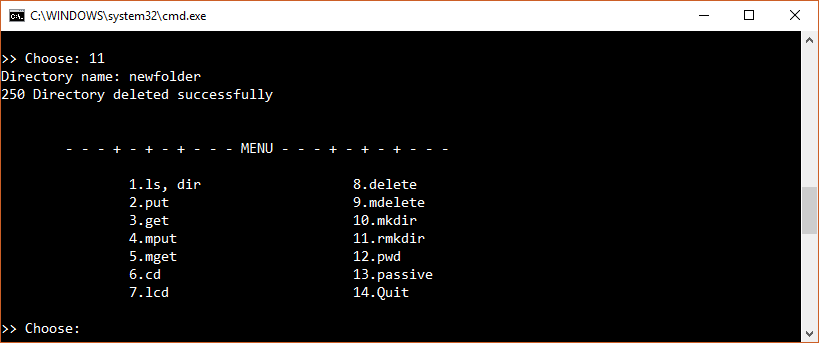 C:\WINDOWS\system32\cmd.exe
>> Choose: 11
Directory name: newfolder
250 Directory deleted successfully
- - - + - + - + - - - MENU - - - + - + - + - - -
1.ls, dir 8.delete
2.put 9.mdelete
3.get 10.mkdir
4.mput 11.rmkdir
5.mget 12.pwd
6.cd 13.passive
7.lcd 14.Quit
>> Choose: